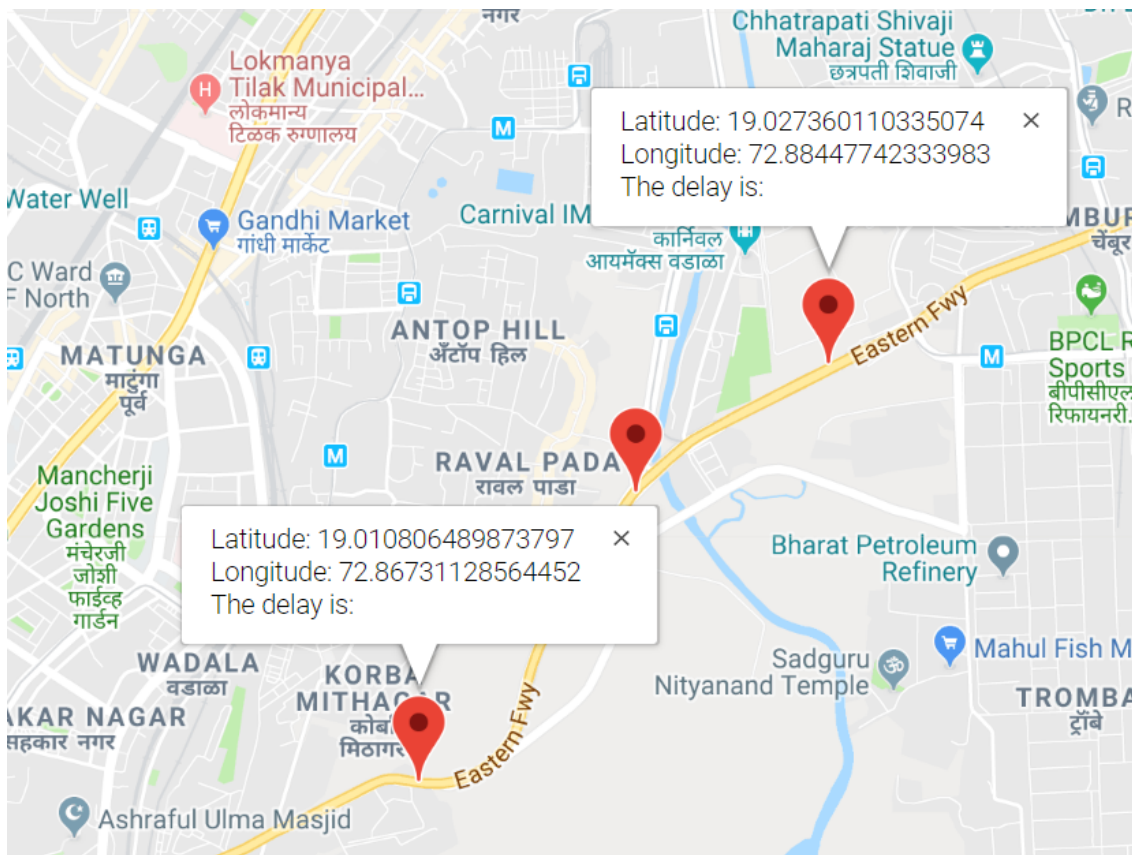 नगर
Chhatrapati Shivaji
Maharaj Statue
छत्रपती शिवाजी
Lokmanya
Tilak Municipal...
लोकमान्य
टिळक रुग्णालय
H
M
R
Latitude: 19.027360110335074
Longitude: 72.88447742333983
The delay is:
Water Well
Gandhi Market
गांधी मार्केट
Carnival IM
कार्निवल
आयमॅक्स वडाळा
MBUR
चेंबूर
C Ward
F North
ANTOP HILL
अँटॉप हिल
Eastern Fwy
M
MATUNGA
माटुंगा
पूर्व
BPCL R
Sports
बीपीसीएल
रिफायनरी.
M
RAVAL PADA
रावल पाडा
Mancherji
Joshi Five
Gardens
मंचेरजी
जोशी
फाईव्ह
गार्डन
Latitude: 19.010806489873797
Longitude: 72.86731128564452
The delay is:
Bharat Petroleum
Refinery
WADALA
वडाळा
KORBA
MITHAGAR
मिठागर
Sadguru
Nityanand Temple
Mahul Fish M
TROMBA
ट्रॉंबे
AKAR NAGAR
सहकार नगर
Eastern Fwy
Ashraful Ulma Masjid